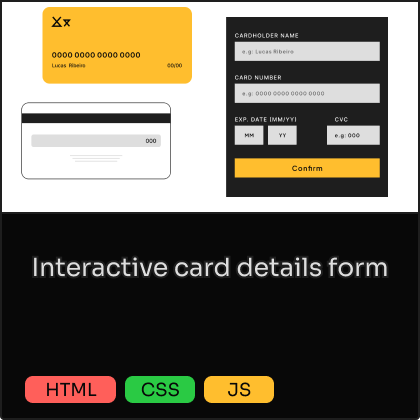 0000 0000 0000 0000
Lucas Ribeiro 00/00
000
CARDHOLDER NAME
e.g: Lucas Ribeiro
CARD NUMBER
e.g: 0000 0000 0000 0000
EXP. DATE (MM/YY) CVC
MM YY e.g: 000
Confirm
Interactive card details form
HTML CSS JS